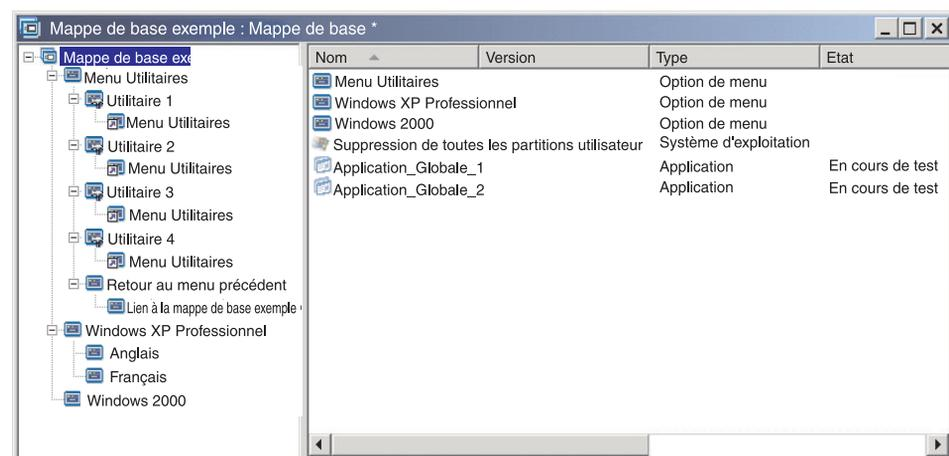 Mappe de base exemple : Mappe de base *
Mappe de base exe
Menu Utilitaires
Utilitaire 1
Menu Utilitaires
Utilitaire 2
Menu Utilitaires
Utilitaire 3
Menu Utilitaires
Utilitaire 4
Menu Utilitaires
Retour au menu précédent
Lien à la mappe de base exemple
Windows XP Professionnel
Anglais
Français
Windows 2000
Nom Version Type Etat
Menu Utilitaires Option de menu
Windows XP Professionnel Option de menu
Windows 2000 Option de menu
Suppression de toutes les partitions utilisateur Système d'exploitation
Application_Globale_1 Application En cours de test
Application_Globale_2 Application En cours de test